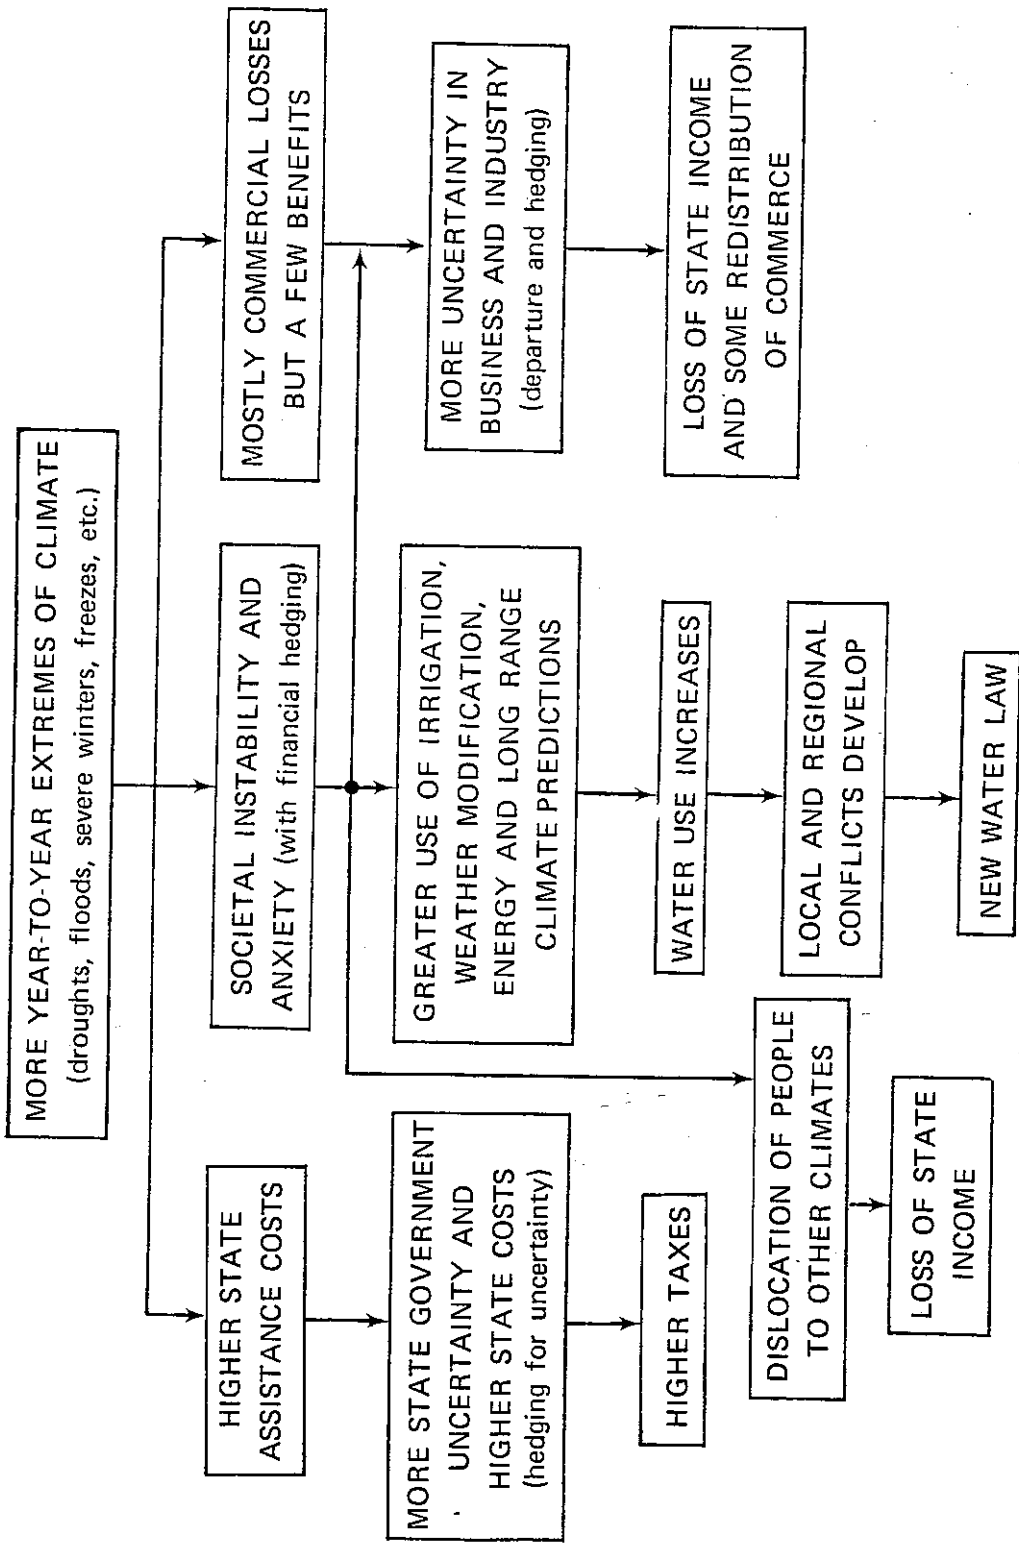 MORE YEAR-TO-YEAR EXTREMES OF CLIMATE
(droughts, floods, severe winters, freezes, etc.)
HIGHER STATE
ASSISTANCE COSTS
SOCIETAL INSTABILITY AND
ANXIETY (with financial hedging)
MOSTLY COMMERCIAL LOSSES
BUT A FEW BENEFITS
MORE STATE GOVERNMENT
UNCERTAINTY AND
HIGHER STATE COSTS
(hedging for uncertainty)
GREATER USE OF IRRIGATION,
WEATHER MODIFICATION,
ENERGY AND LONG RANGE
CLIMATE PREDICTIONS
MORE UNCERTAINTY IN
BUSINESS AND INDUSTRY
(departure and hedging)
HIGHER TAXES
WATER USE INCREASES
LOSS OF STATE INCOME
AND SOME REDISTRIBUTION
OF COMMERCE
DISLOCATION OF PEOPLE
TO OTHER CLIMATES
LOCAL AND REGIONAL
CONFLICTS DEVELOP
LOSS OF STATE
INCOME
NEW WATER LAW